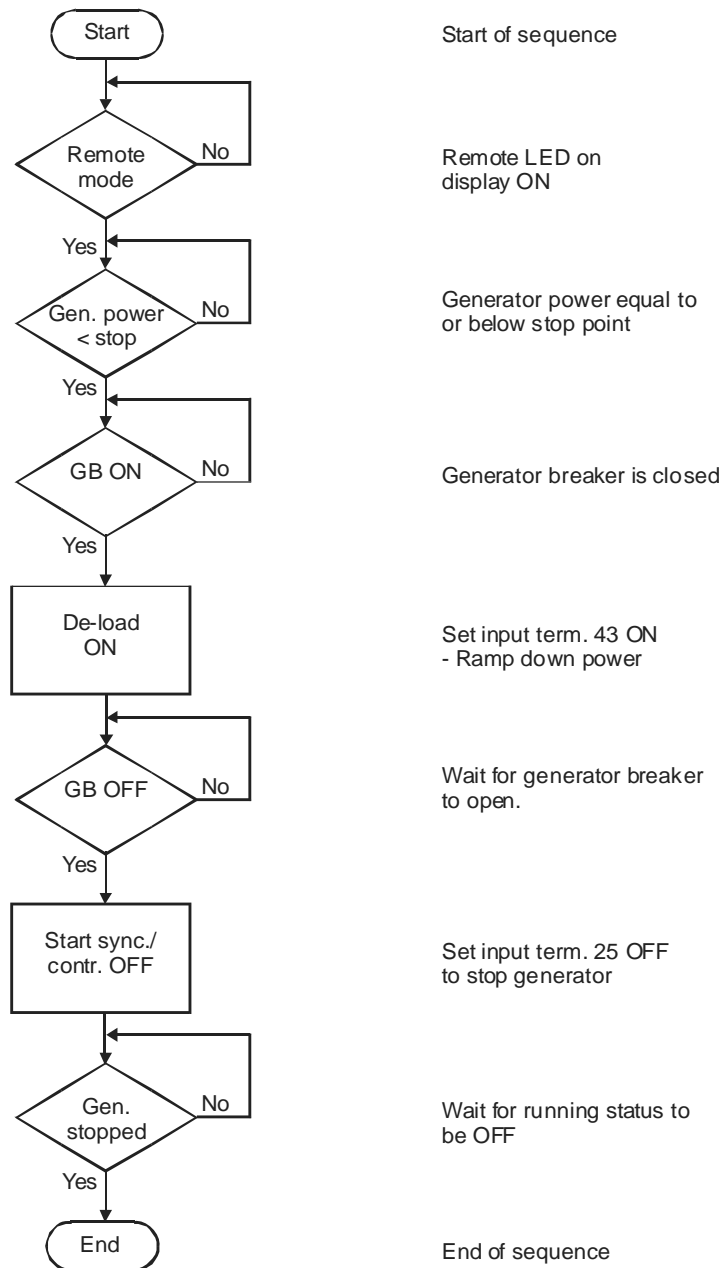 Start
Start of sequence
Remote
mode
No
Remote LED on
display ON
Yes
Gen. power
< stop
No
Generator power equal to
or below stop point
Yes
GB ON
No
Generator breaker is closed
Yes
De-load
ON
Set input term. 43 ON
- Ramp down power
GB OFF
No
Wait for generator breaker
to open.
Yes
Start sync./
contr. OFF
Set input term. 25 OFF
to stop generator
Gen.
stopped
No
Wait for running status to
be OFF
Yes
End
End of sequence